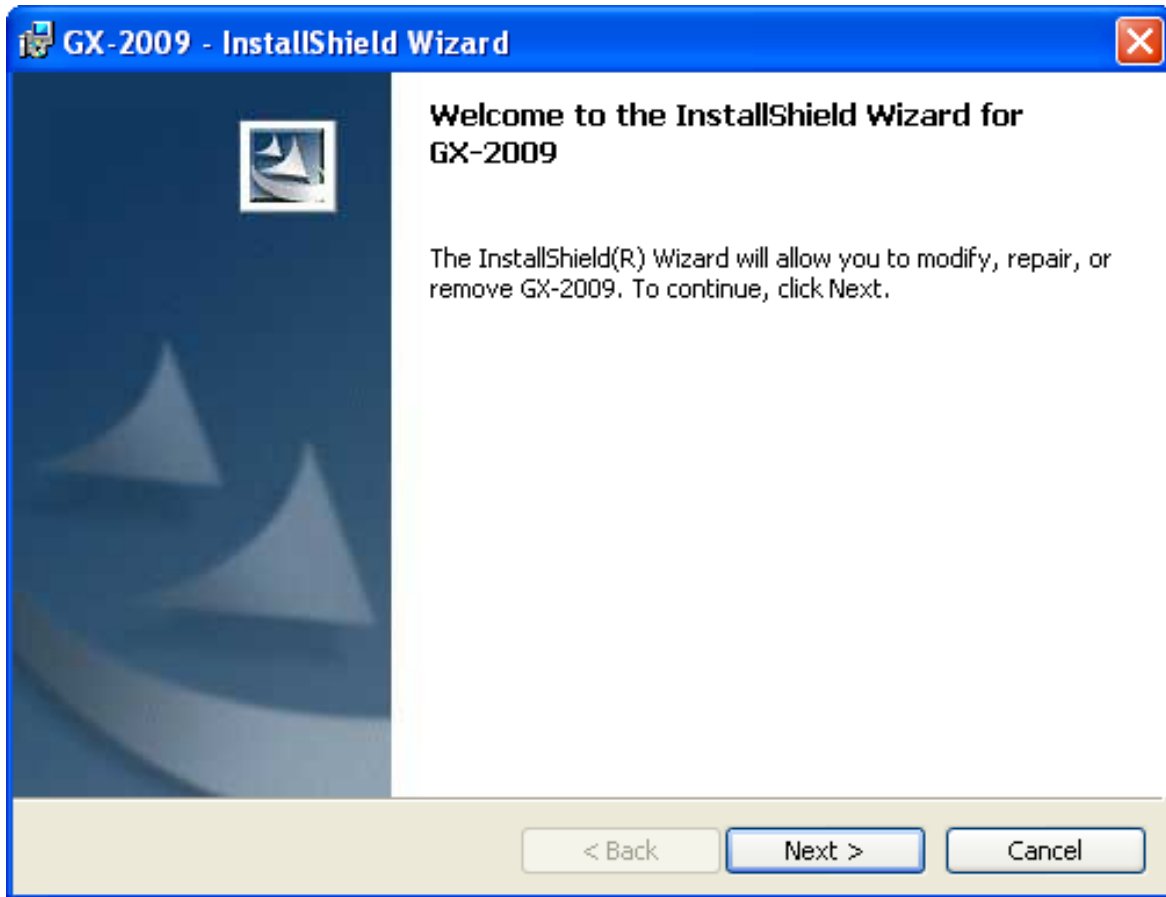 GX-2009 - InstallShield Wizard
Welcome to the InstallShield Wizard for
GX-2009
The InstallShield(R) Wizard will allow you to modify, repair, or
remove GX-2009. To continue, click Next.
< Back
Next >
Cancel